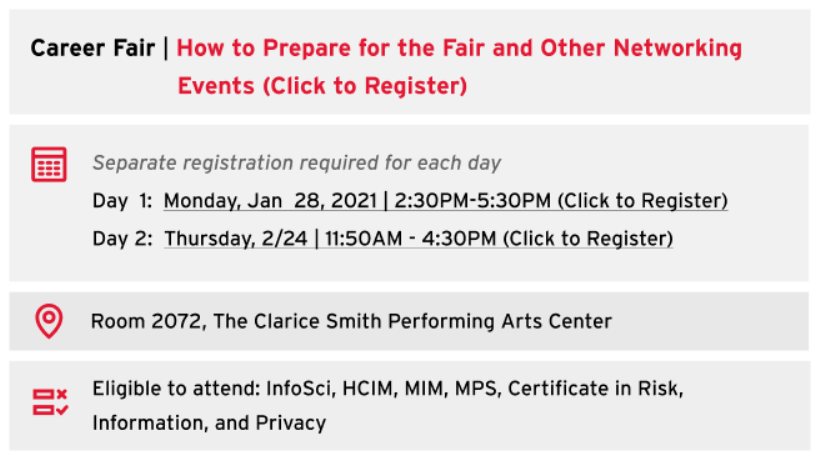 Career Fair | How to Prepare for the Fair and Other Networking
Events (Click to Register)
Separate registration required for each day
Day 1: Monday, Jan 28, 2021 | 2:30PM-5:30PM (Click to Register)
Day 2: Thursday, 2/24 | 11:50AM - 4:30PM (Click to Register)
Room 2072, The Clarice Smith Performing Arts Center
Eligible to attend: InfoSci, HCIM, MIM, MPS, Certificate in Risk,
Information, and Privacy